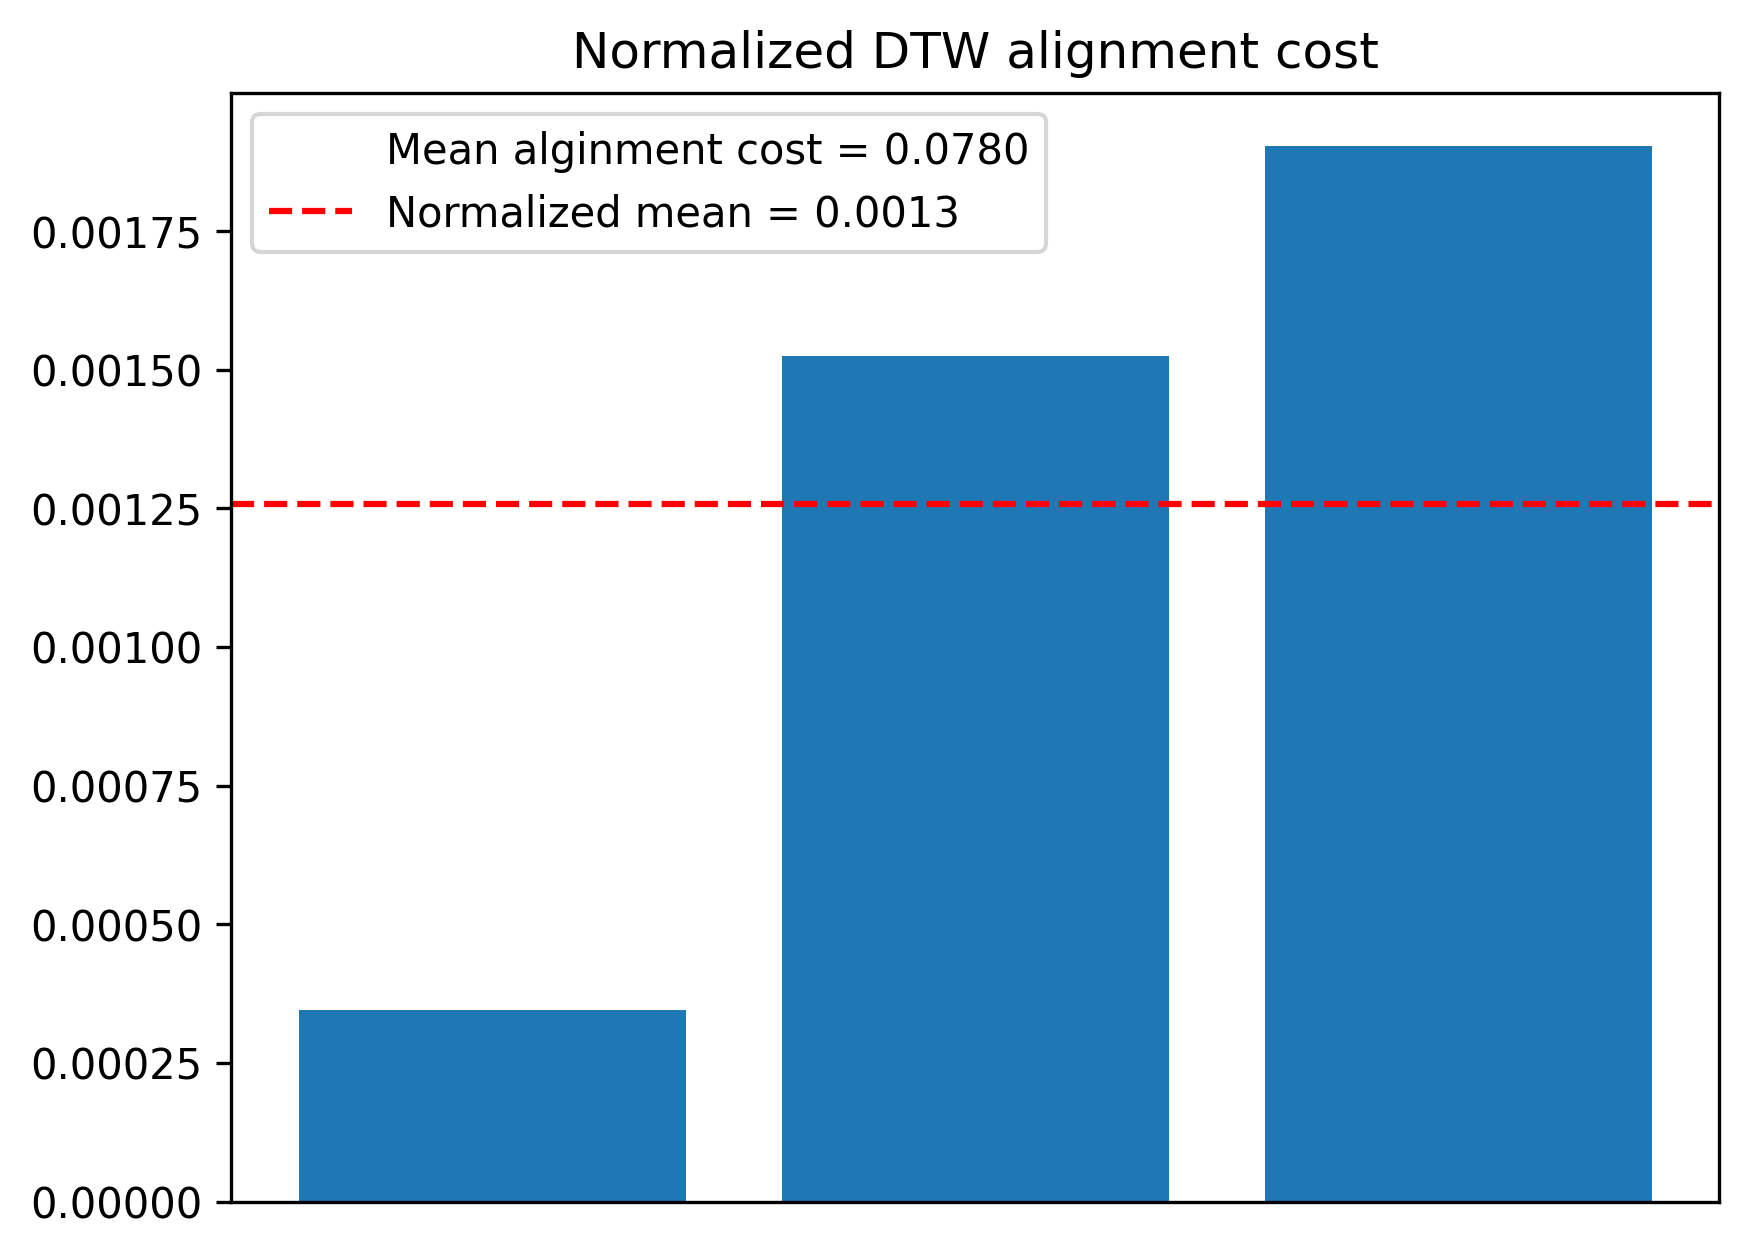 Normalized DTW alignment cost
Mean alginment cost = 0.0780
Normalized mean = 0.0013
0.00175
0.00150
0.00125
0.00100
0.00075
0.00050
0.00025
0.00000